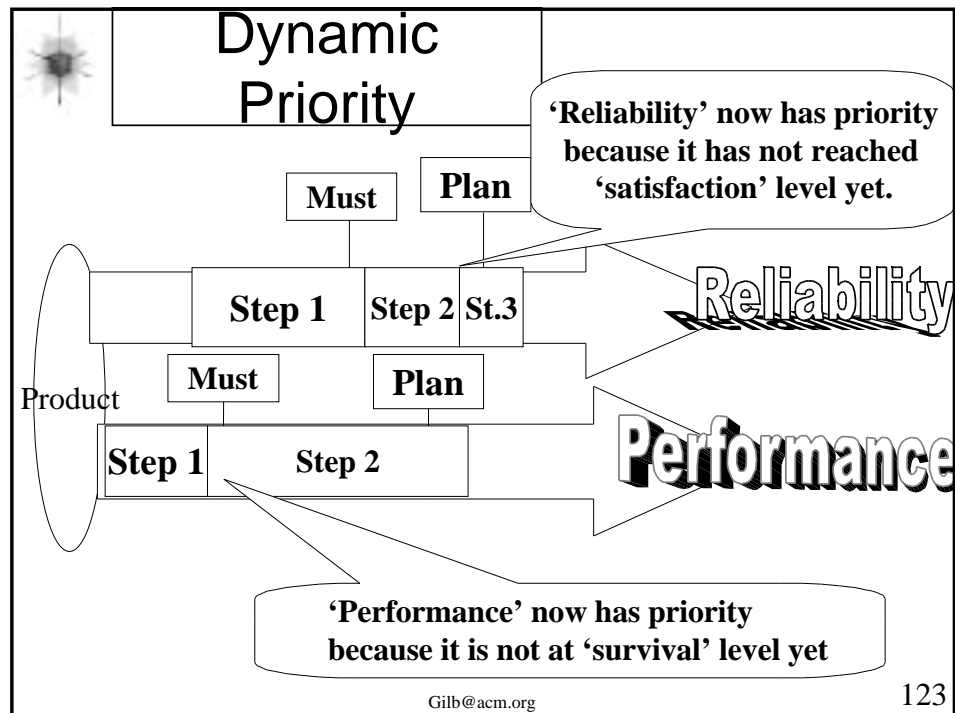 Dynamic
Priority
‘Reliability’ now has priority
because it has not reached
‘satisfaction’ level yet.
Must
Plan
Step 1
Step 2
St.3
Reliability
Must
Plan
Product
Step 1
Step 2
Performance
‘Performance’ now has priority
because it is not at ‘survival’ level yet
Gilb@acm.org
123